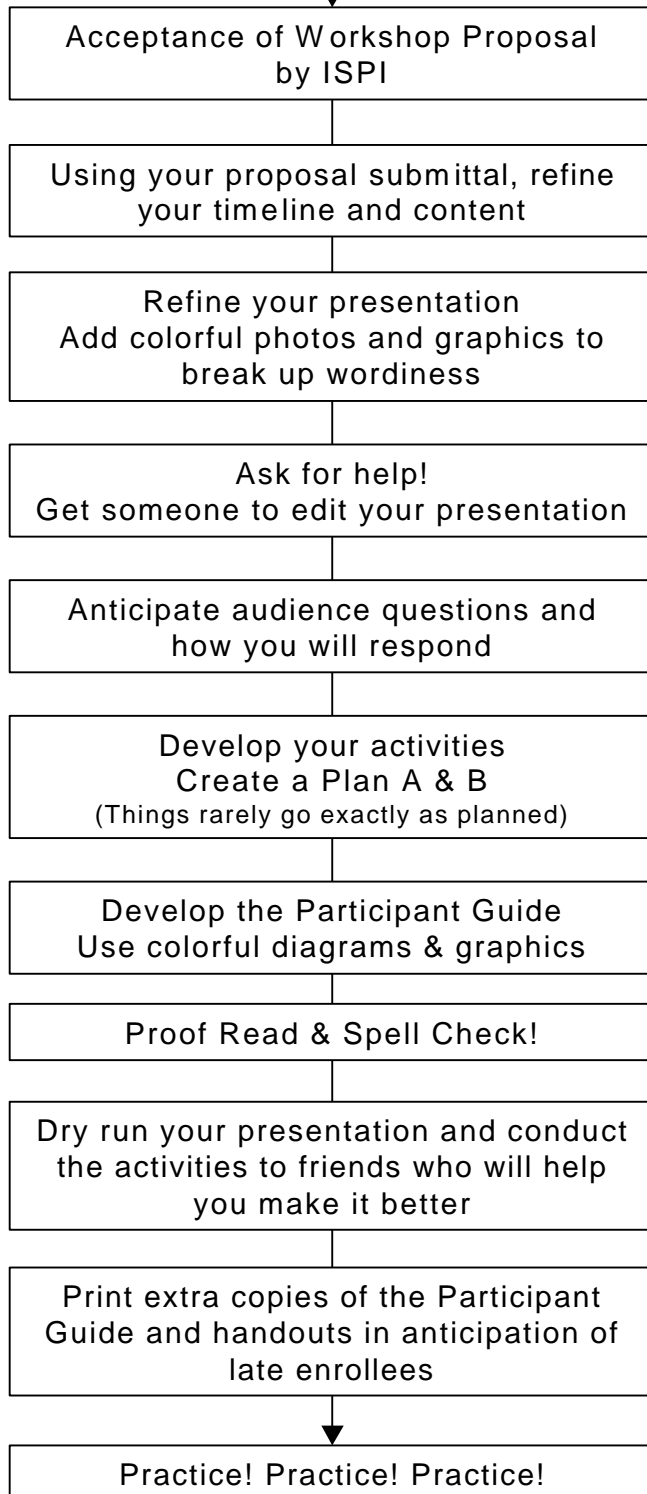 Acceptance of Workshop Proposal
by ISPI
Using your proposal submittal, refine
your timeline and content
Refine your presentation
Add colorful photos and graphics to
break up wordiness
Ask for help!
Get someone to edit your presentation
Anticipate audience questions and
how you will respond
Develop your activities
Create a Plan A & B
(Things rarely go exactly as planned)
Develop the Participant Guide
Use colorful diagrams & graphics
Proof Read & Spell Check!
Dry run your presentation and conduct
the activities to friends who will help
you make it better
Print extra copies of the Participant
Guide and handouts in anticipation of
late enrollees
Practice! Practice! Practice!